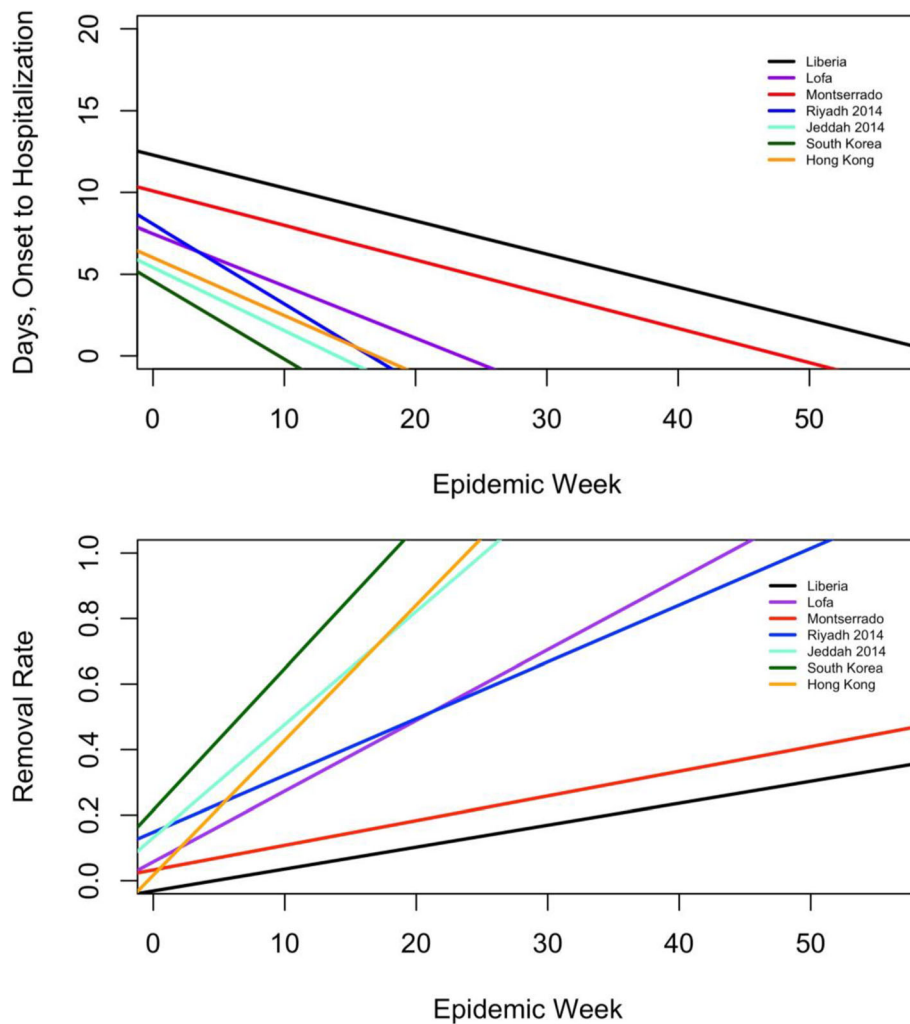 Days, Onset to Hospitalization
20
15
10
5
0
Liberia
Lofa
Montserrado
Riyadh 2014
Jeddah 2014
South Korea
Hong Kong
0 10 20 30 40 50
Epidemic Week
Removal Rate
1.0
0.8
0.6
0.4
0.2
0.0
Liberia
Lofa
Montserrado
Riyadh 2014
Jeddah 2014
South Korea
Hong Kong
0 10 20 30 40 50
Epidemic Week